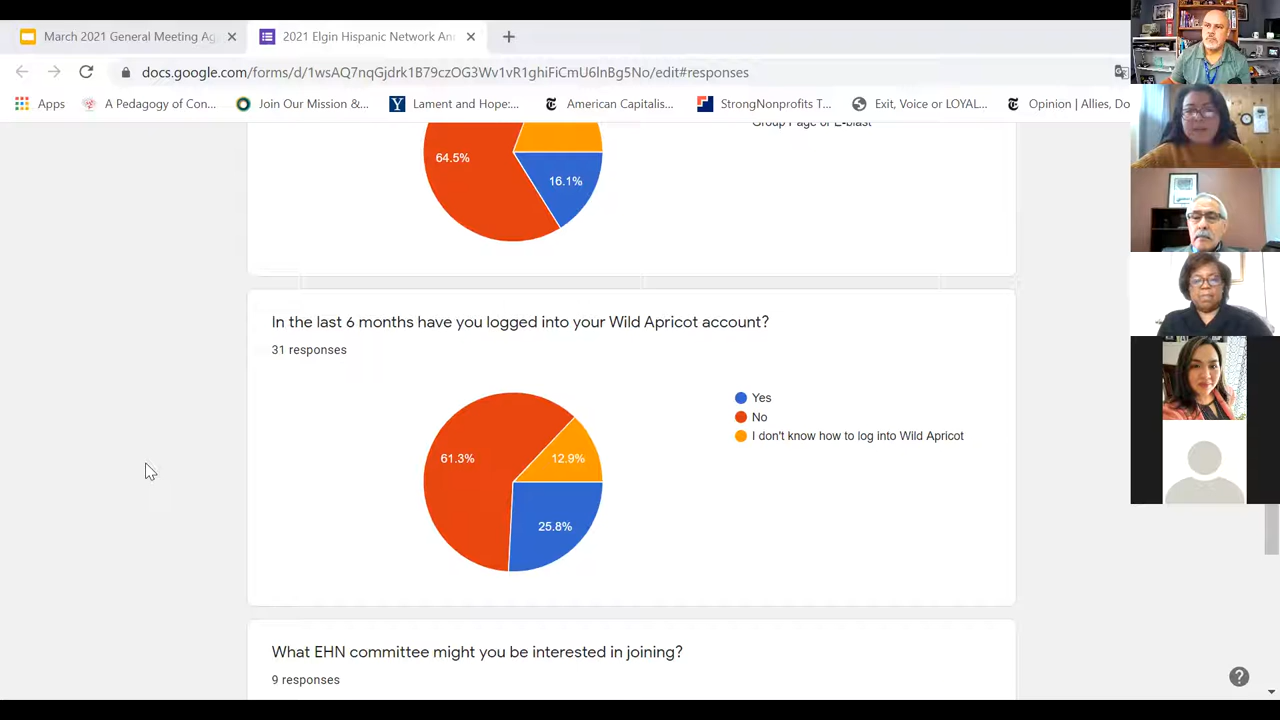 March 2021 General Meeting Ag
2021 Elgin Hispanic Network Ann
docs.google.com/forms/d/1wsAQ7nqGjdrk1B19czOG3Wv1vR1ghiFiCmU6lnBg5No/edit#responses
Apps
A Pedagogy of Con...
Join Our Mission &...
Lament and Hope:...
American Capitalis...
StrongNonprofits T...
Exit, Voice or LOYAL...
Opinion | Allies, Do
Group Page or E-blast
64.5%
16.1%
In the last 6 months have you logged into your Wild Apricot account?
31 responses
Yes
No
I don't know how to log into Wild Apricot
61.3%
12.9%
25.8%
What EHN committee might you be interested in joining?
9 responses